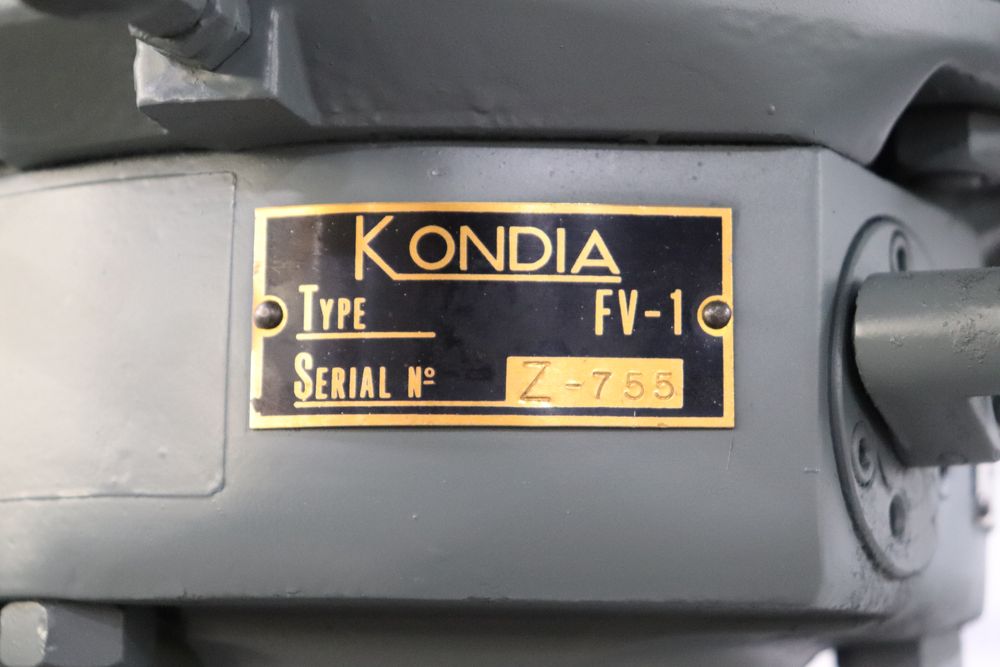 KONDIA
TYPE FV-1
SERIAL Nº Z-755